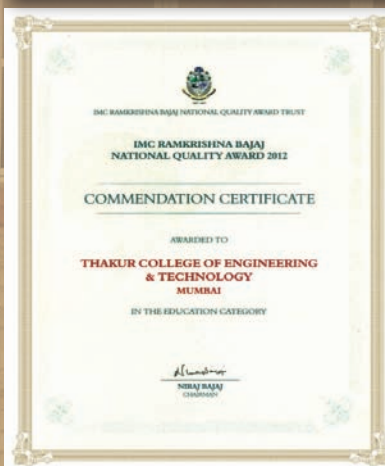 IMC RAMKRISHNA BAJAJ NATIONAL QUALITY AWARD TRUST
IMC RAMKRISHNA BAJAJ
NATIONAL QUALITY AWARD 2012
COMMENDATION CERTIFICATE
AWARDED TO
THAKUR COLLEGE OF ENGINEERING
& TECHNOLOGY
MUMBAI
IN THE EDUCATION CATEGORY
NIRAJ BAJAJ
CHAIRMAN